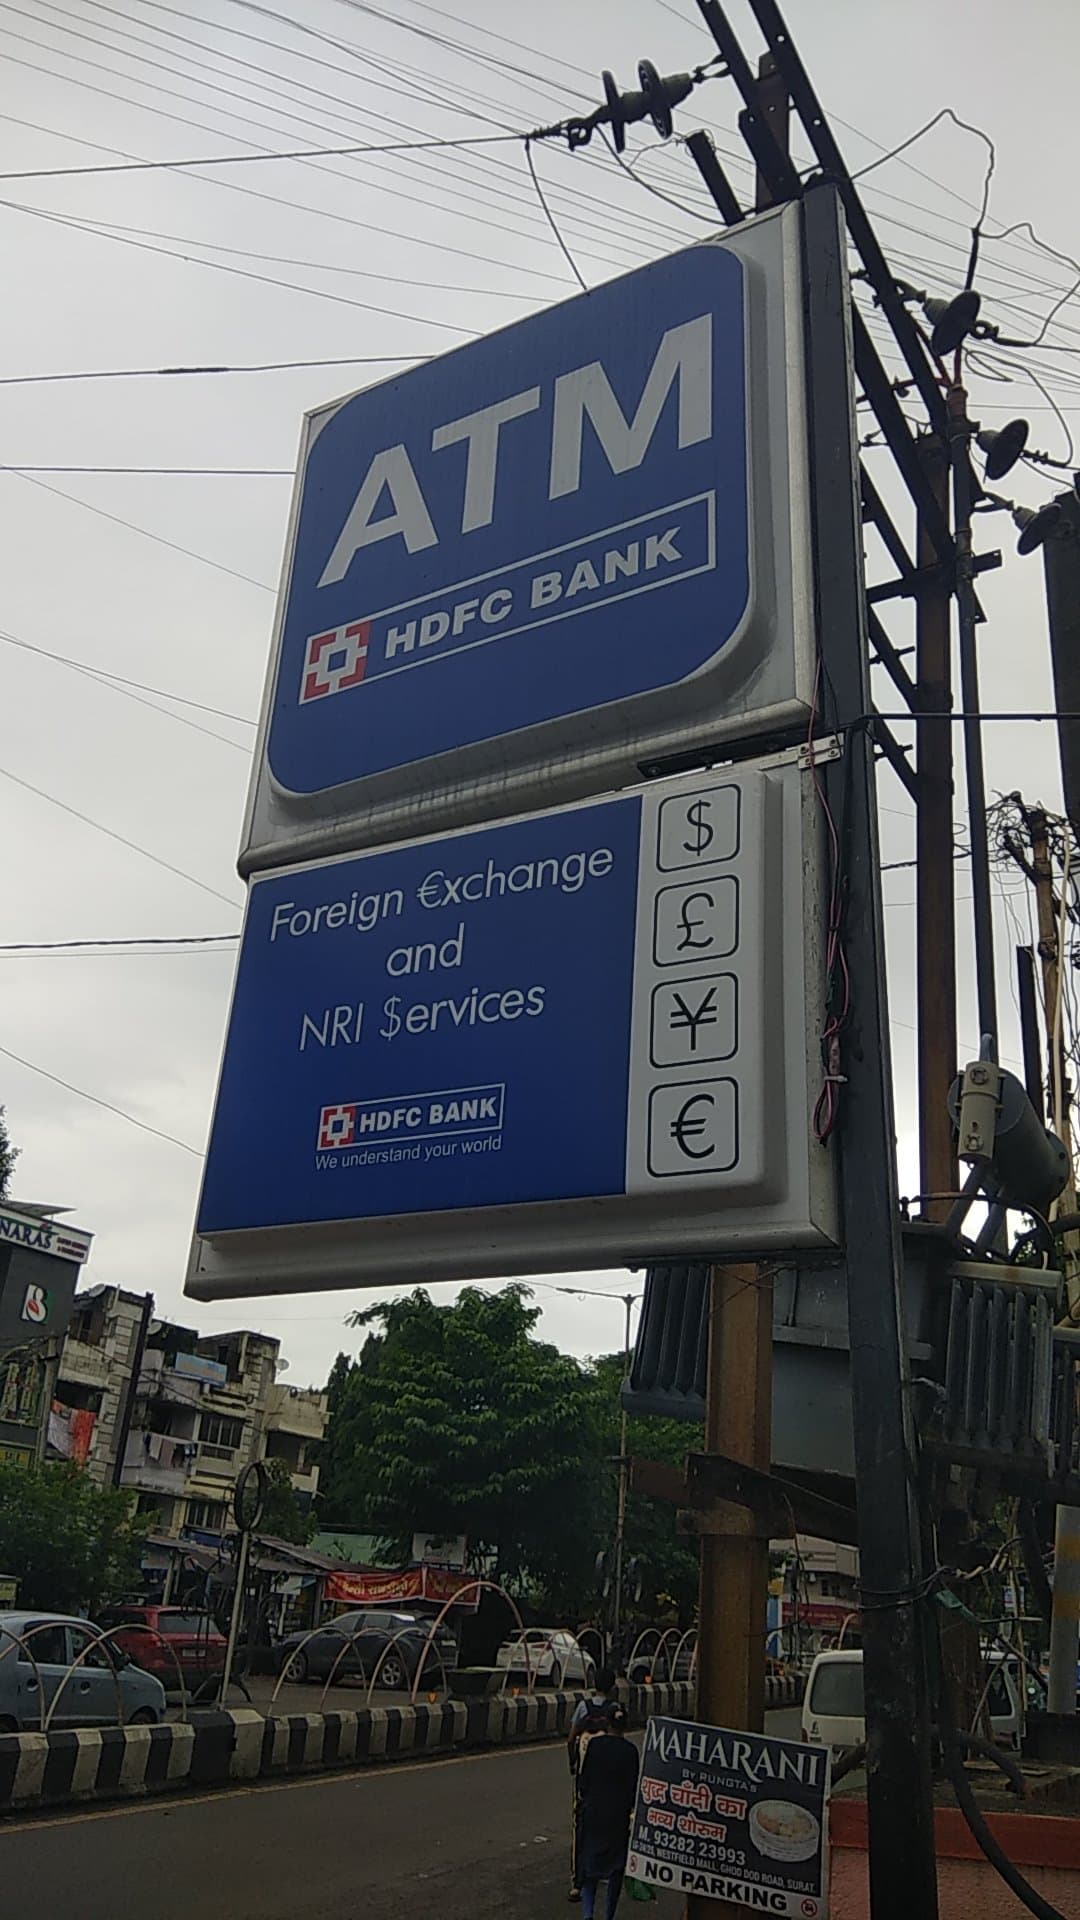 ATM
HDFC BANK
Foreign €xchange
and
NRI $ervices
HDFC BANK
We understand your world
$
£
¥
€
NARAS
B
MAHARANI
BY RUNGTA's
शुद्ध चाँदी का
भव्य शोरुम
M. 93282 23993
WESTFIELD MALL, GHOD DOD ROAD, SURAT.
NO PARKING